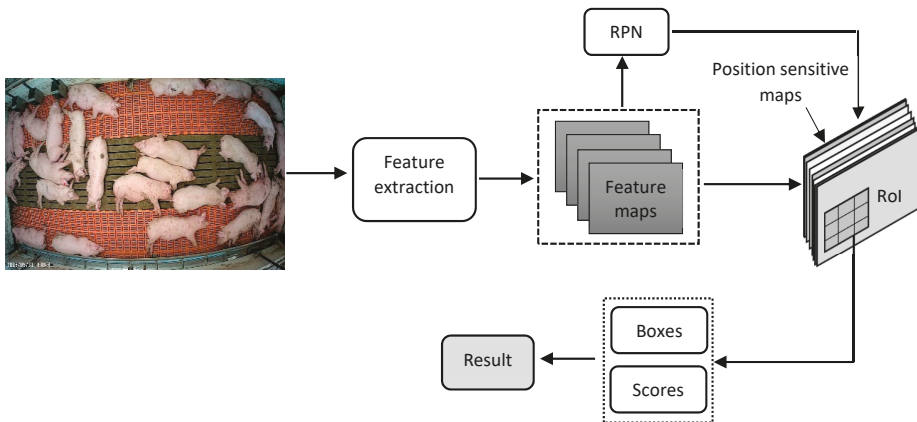 RPN
Position sensitive
maps
Feature
extraction
Feature
maps
RoI
Boxes
Result
Scores